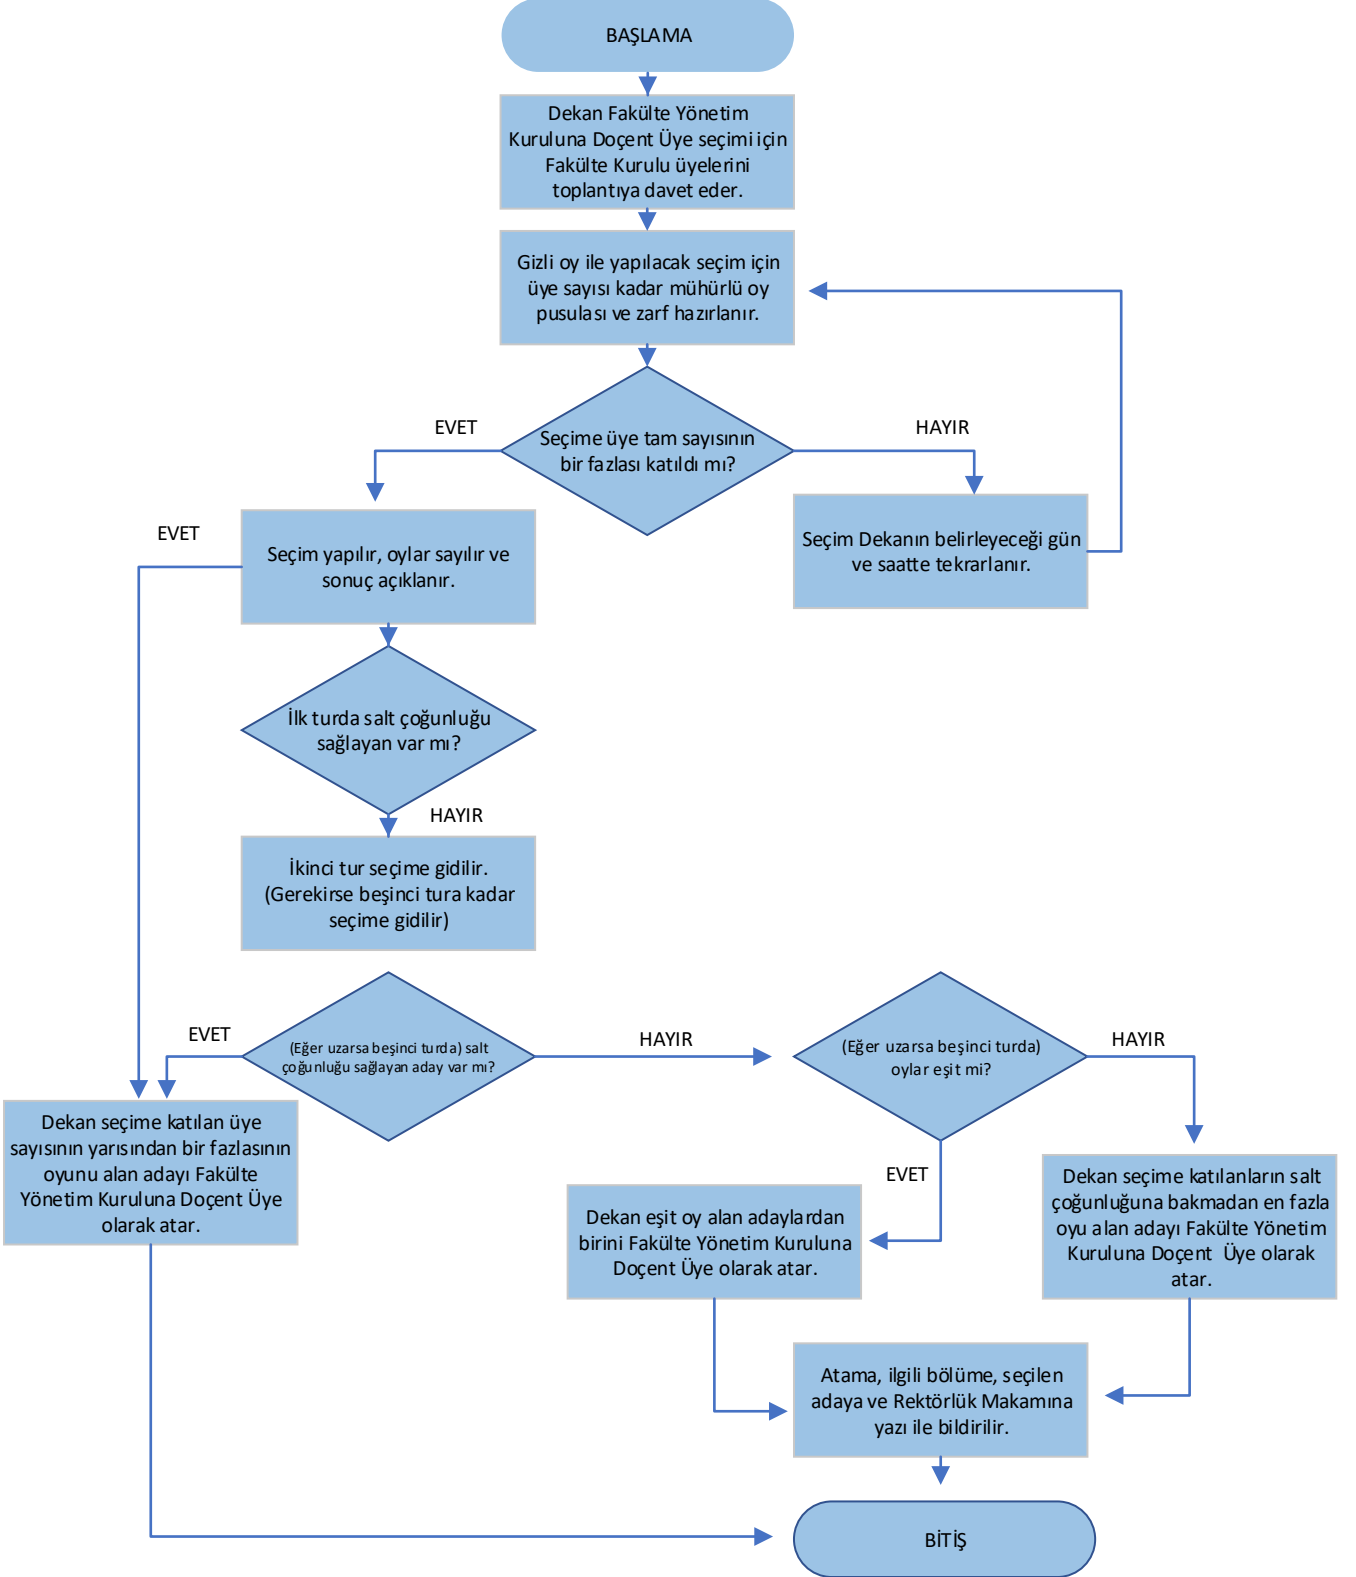 BAŞLAMA
Dekan Fakülte Yönetim
Kuruluna Doçent Üye seçimi için
Fakülte Kurulu üyelerini
toplantıya davet eder.
Gizli oy ile yapılacak seçim için
üye sayısı kadar mühürlü oy
pusulası ve zarf hazırlanır.
EVET
HAYIR
Seçime üye tam sayısının
bir fazlası katıldı mı?
EVET
Seçim yapılır, oylar sayılır ve
sonuç açıklanır.
Seçim Dekanın belirleyeceği gün
ve saatte tekrarlanır.
İlk turda salt çoğunluğu
sağlayan var mı?
HAYIR
İkinci tur seçime gidilir.
(Gerekirse beşinci tura kadar
seçime gidilir)
EVET
(Eğer uzarsa beşinci turda) salt
çoğunluğu sağlayan aday var mı?
HAYIR
(Eğer uzarsa beşinci turda)
oylar eşit mi?
HAYIR
Dekan seçime katılan üye
sayısının yarısından bir fazlasının
oyunu alan adayı Fakülte
Yönetim Kuruluna Doçent Üye
olarak atar.
EVET
Dekan eşit oy alan adaylardan
birini Fakülte Yönetim Kuruluna
Doçent Üye olarak atar.
Dekan seçime katılanların salt
çoğunluğuna bakmadan en fazla
oyu alan adayı Fakülte Yönetim
Kuruluna Doçent Üye olarak
atar.
Atama, ilgili bölüme, seçilen
adaya ve Rektörlük Makamına
yazı ile bildirilir.
BİTİŞ